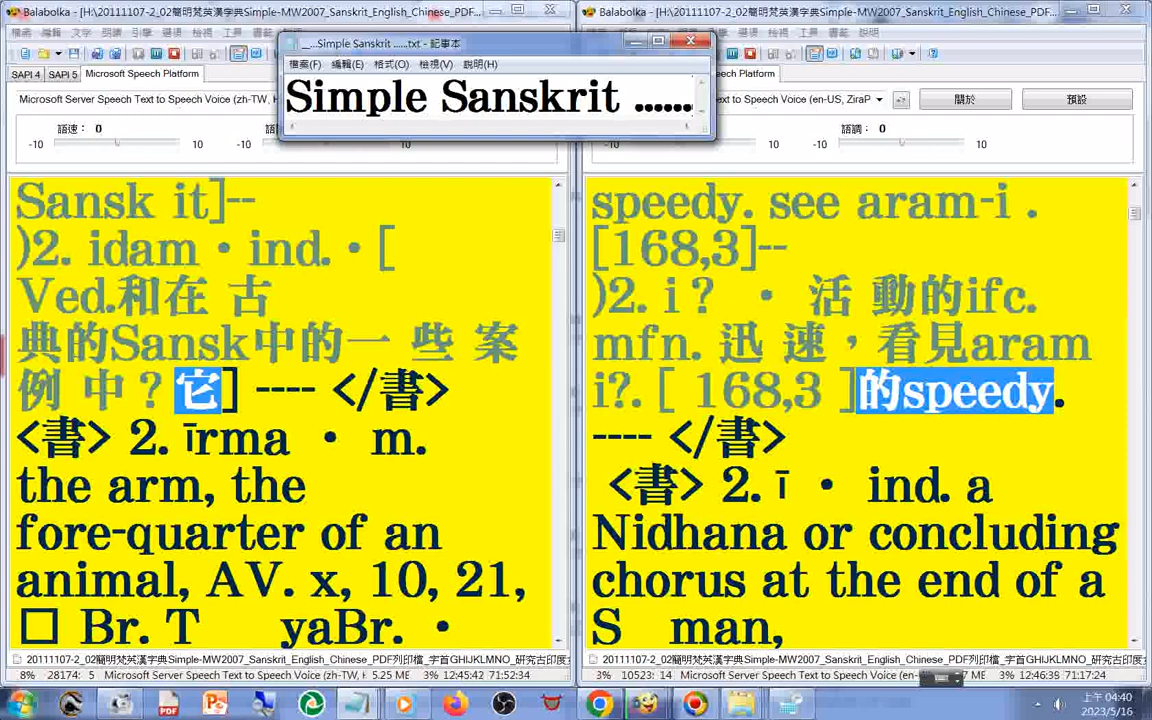 Balabolka - [H:\20111107-2_02簡明梵英漢字典Simple-MW2007_Sanskrit_English_Chinese_PDF...
Balabolka - [H:\20111107-2_02簡明梵英漢字典Simple-MW2007_Sanskrit_English_Chinese_PDF...
__...Simple Sanskrit ......txt - 記事本
檔案(F) 編輯(E) 格式(O) 檢視(V) 說明(H)
Simple Sanskrit ......
SAPI 4 SAPI 5 Microsoft Speech Platform
eech Platform
Microsoft Server Speech Text to Speech Voice (zh-TW, H
ext to Speech Voice (en-US, ZiraP
關於
預設
語速： 0
語調： 0
-10 10 -10 10
-10 10
Sansk it]--
)2. idam • ind. • [
Ved.和在 古
典的Sansk中的一 些 案
例 中？它] ---- </書>
<書> 2. īrma • m.
the arm, the
fore-quarter of an
animal, AV. x, 10, 21,
□ Br. T yaBr. •
speedy. see aram-i .
[168,3]--
)2. i？ • 活 動的ifc.
mfn. 迅 速，看見aram
i?. [ 168,3 ]的speedy.
---- </書>
<書> 2. ī • ind. a
Nidhana or concluding
chorus at the end of a
S man,
20111107-2_02簡明梵英漢字典Simple-MW2007_Sanskrit_English_Chinese_PDF列印檔_字首GHIJKLMNO_研究古印度
20111107-2_02簡明梵英漢字典Simple-MW2007_Sanskrit_English_Chinese_PDF列印檔_字首GHIJKLMNO_研究古印度
8% 28174: 5 Microsoft Server Speech Text to Speech Voice (zh-TW, 5.25 ME 3% 12:45:42 71:52:34
3% 10523: 14 Microsoft Server Speech Text to Speech Voice ME 3% 12:46:38 71:17:24
上午 04:40
2023/5/16